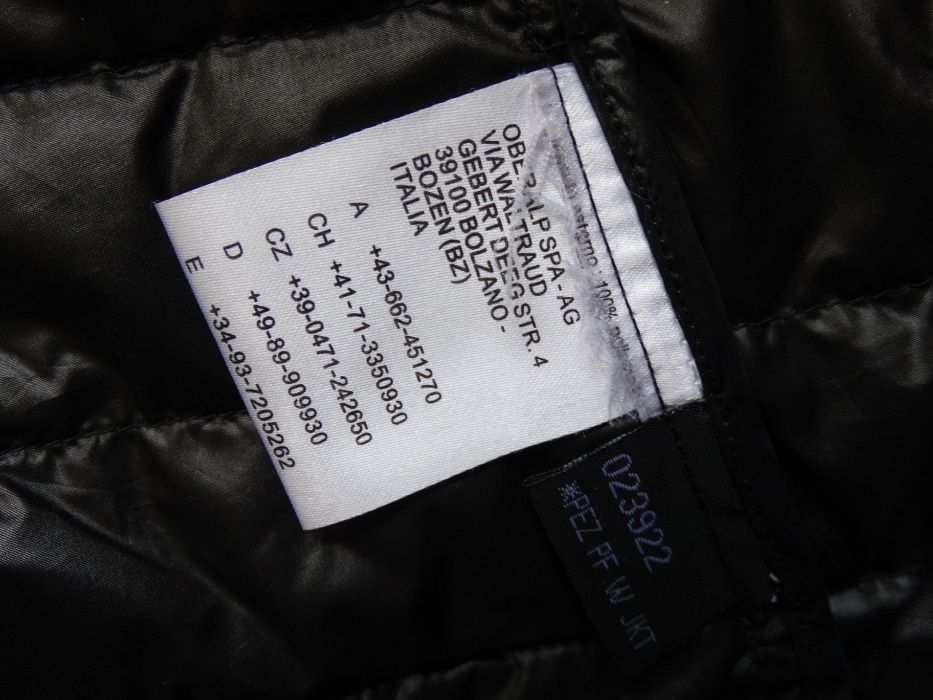 OBERALP SPA - AG
VIA WALTRAUD
GEBERT DEEG STR. 4
39100 BOLZANO -
BOZEN (BZ)
ITALIA
A +43-662-451270
CH +41-71-3350930
CZ +39-0471-242650
D +49-89-909930
E +34-93-7205262
100%
023922
*PEZ PF W JKT